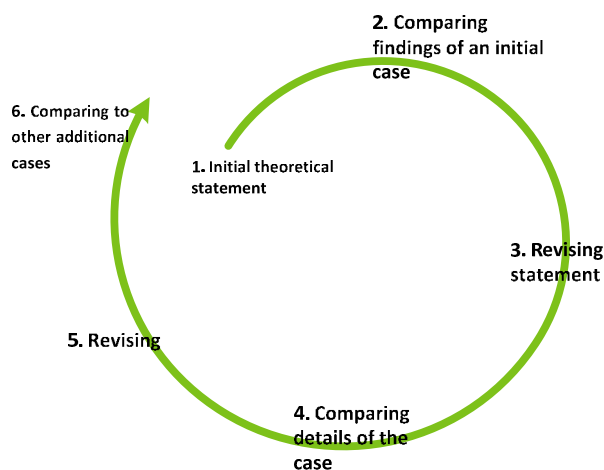 1. Initial theoretical
statement
2. Comparing
findings of an initial
case
3. Revising
statement
4. Comparing
details of the
case
5. Revising
6. Comparing to
other additional
cases